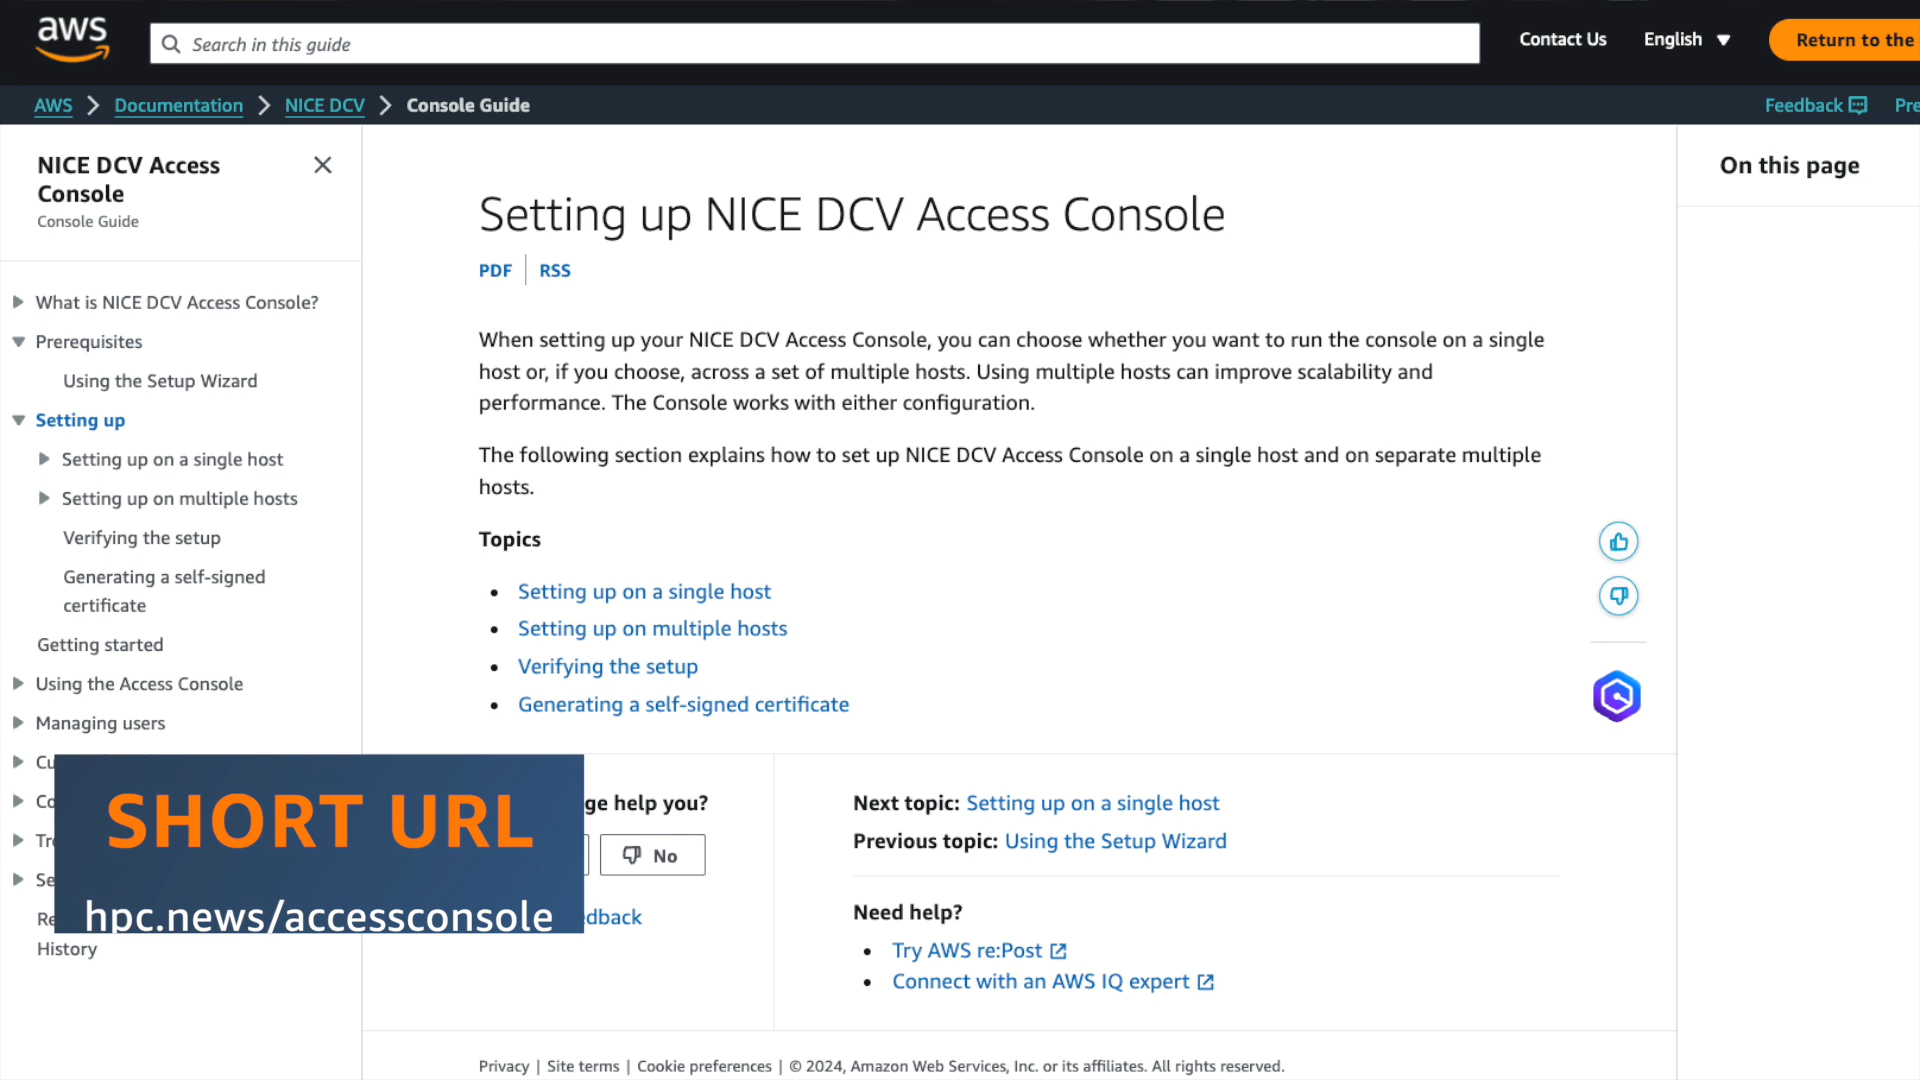 aws
Search in this guide
Contact Us
English
Return to the
AWS
Documentation
NICE DCV
Console Guide
Feedback
NICE DCV Access
Console
Console Guide
What is NICE DCV Access Console?
Prerequisites
Using the Setup Wizard
Setting up
Setting up on a single host
Setting up on multiple hosts
Verifying the setup
Generating a self-signed
certificate
Getting started
Using the Access Console
Managing users
History
Setting up NICE DCV Access Console
PDF
RSS
When setting up your NICE DCV Access Console, you can choose whether you want to run the console on a single
host or, if you choose, across a set of multiple hosts. Using multiple hosts can improve scalability and
performance. The Console works with either configuration.
The following section explains how to set up NICE DCV Access Console on a single host and on separate multiple
hosts.
Topics
• Setting up on a single host
• Setting up on multiple hosts
• Verifying the setup
• Generating a self-signed certificate
On this page
SHORT URL
hpc.news/accessconsole
help you?
No
Next topic: Setting up on a single host
Previous topic: Using the Setup Wizard
Need help?
• Try AWS re:Post
• Connect with an AWS IQ expert
Privacy | Site terms | Cookie preferences | © 2024, Amazon Web Services, Inc. or its affiliates. All rights reserved.